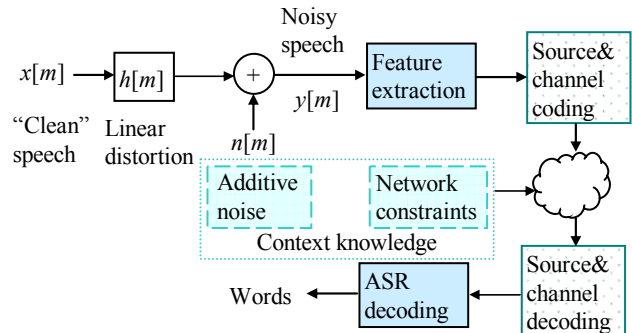 Noisy
speech
x[m]
h[m]
+
y[m]
Feature
extraction
Source&
channel
coding
"Clean"
speech
Linear
distortion
n[m]
Additive
noise
Network
constraints
Context knowledge
Words
ASR
decoding
Source&
channel
decoding